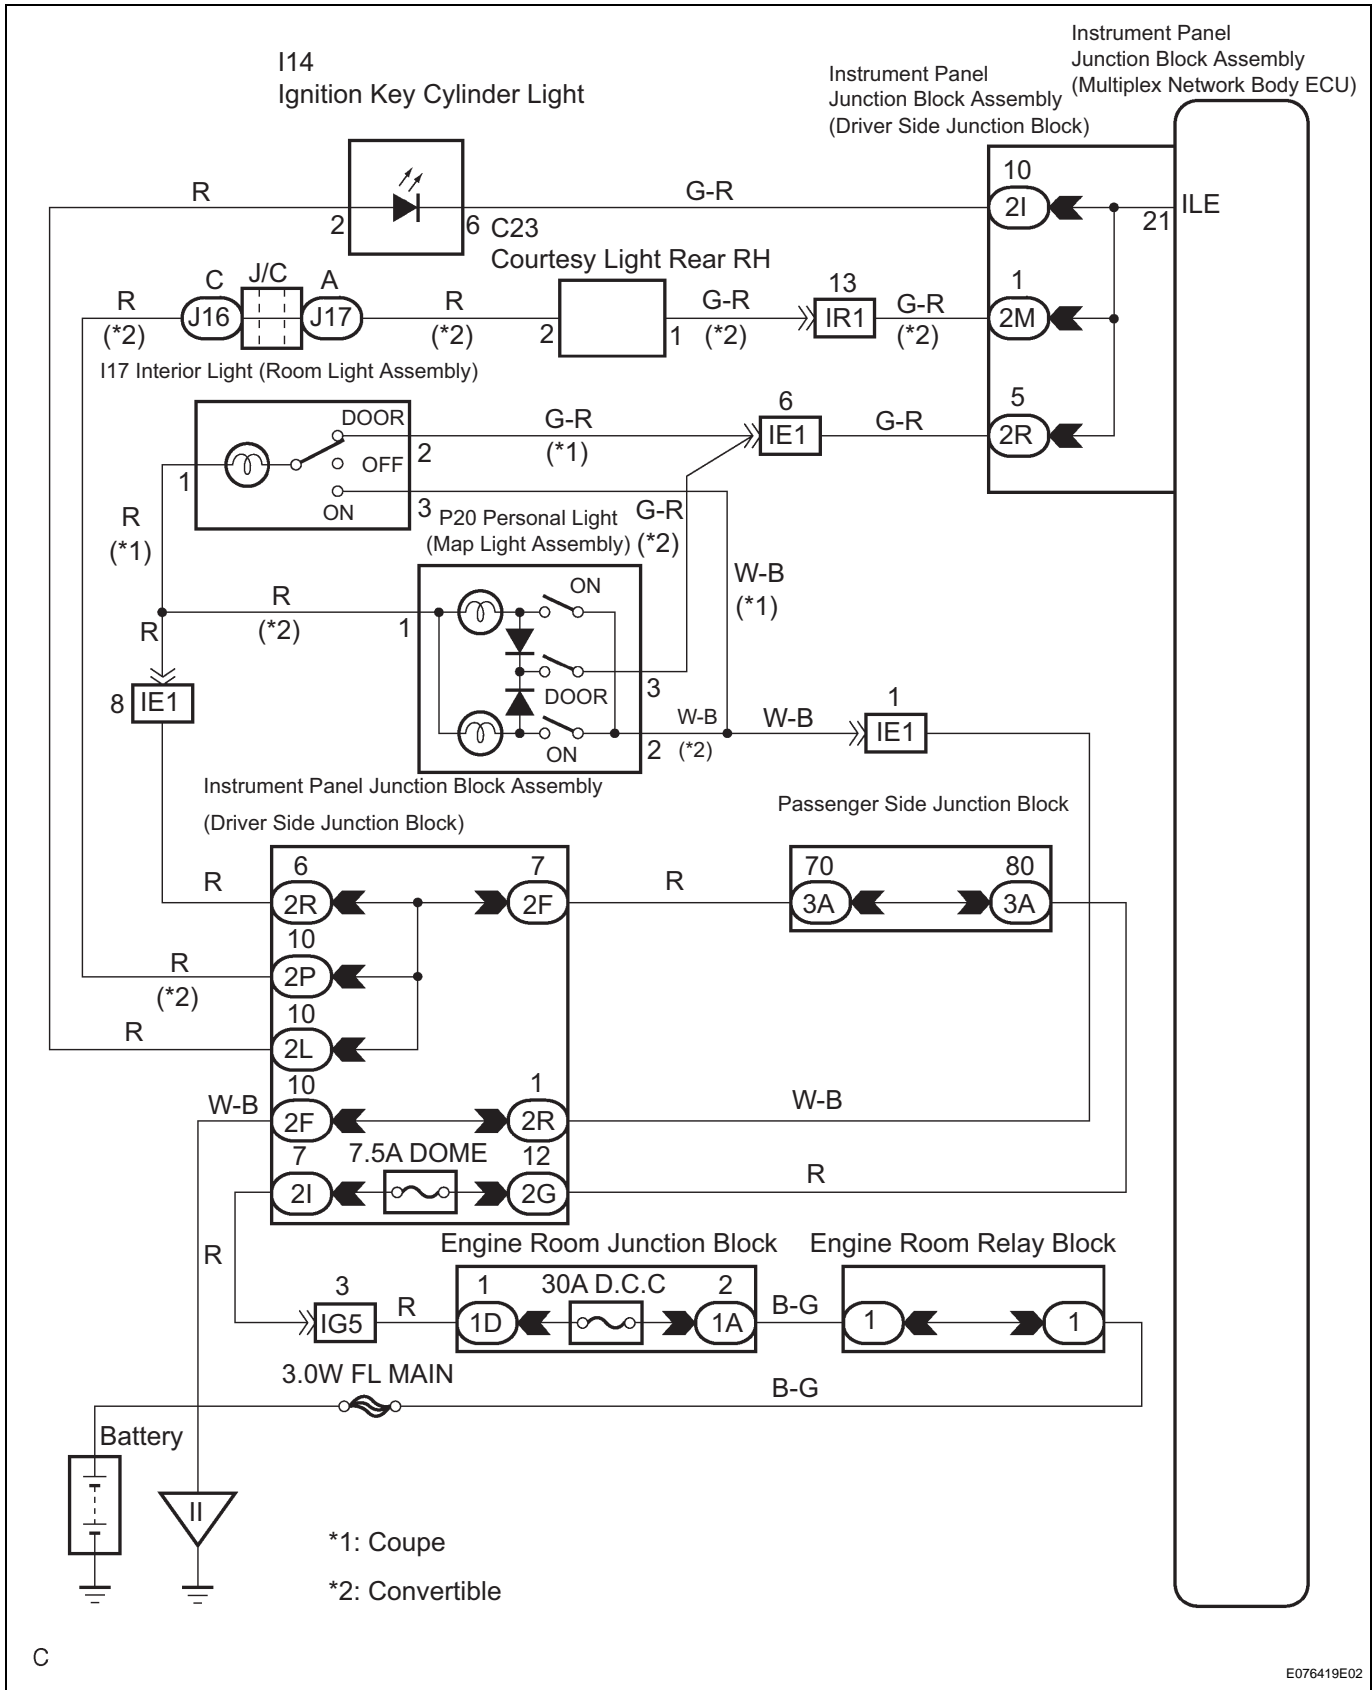 Instrument Panel
Junction Block Assembly
(Multiplex Network Body ECU)
Instrument Panel
Junction Block Assembly
(Driver Side Junction Block)
I14
Ignition Key Cylinder Light
R
2
6
G-R
10
2I
21
ILE
C23
Courtesy Light Rear RH
C
J/C
A
R
(*2)
J16
J17
R
(*2)
2
1
G-R
(*2)
13
IR1
G-R
(*2)
1
2M
I17 Interior Light (Room Light Assembly)
DOOR
OFF
ON
1
2
3
G-R
(*1)
6
IE1
G-R
5
2R
R
(*1)
P20 Personal Light
(Map Light Assembly)
G-R
(*2)
W-B
(*1)
R
(*2)
1
ON
DOOR
ON
3
2
W-B
(*2)
W-B
1
IE1
R
8
IE1
Instrument Panel Junction Block Assembly
(Driver Side Junction Block)
Passenger Side Junction Block
R
6
2R
7
2F
R
70
3A
80
3A
R
(*2)
10
2P
R
10
2L
W-B
10
2F
1
2R
W-B
7
2I
7.5A DOME
12
2G
R
R
Engine Room Junction Block
Engine Room Relay Block
3
IG5
R
1
1D
30A D.C.C
2
1A
B-G
1
1
3.0W FL MAIN
B-G
Battery
II
*1: Coupe
*2: Convertible
C
E076419E02